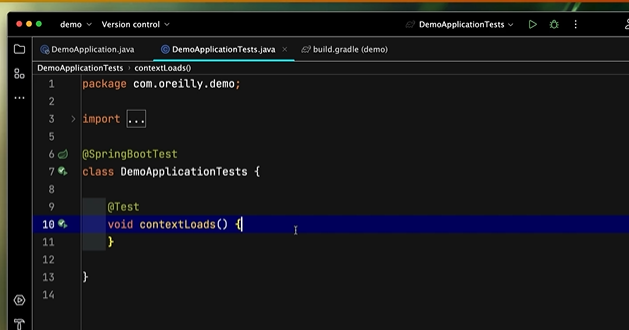 demo Version control DemoApplicationTests
DemoApplication.java DemoApplicationTests.java build.gradle (demo)
DemoApplicationTests contextLoads()
1 package com.oreilly.demo;
2
3 import ...
5
6 @SpringBootTest
7 class DemoApplicationTests {
8
9 @Test
10 void contextLoads() {
11 }
12
13 }
14